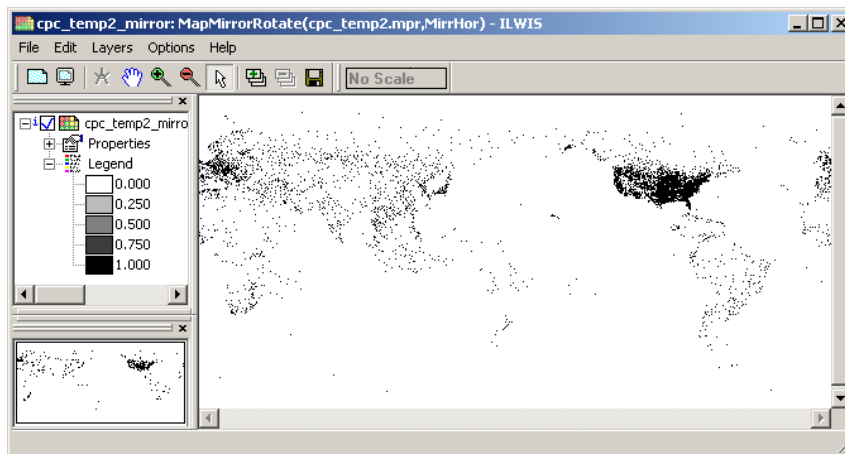 cpc_temp2_mirror: MapMirrorRotate(cpc_temp2.mpr,MirrHor) - ILWIS
File Edit Layers Options Help
No Scale
cpc_temp2_mirro
Properties
Legend
0.000
0.250
0.500
0.750
1.000